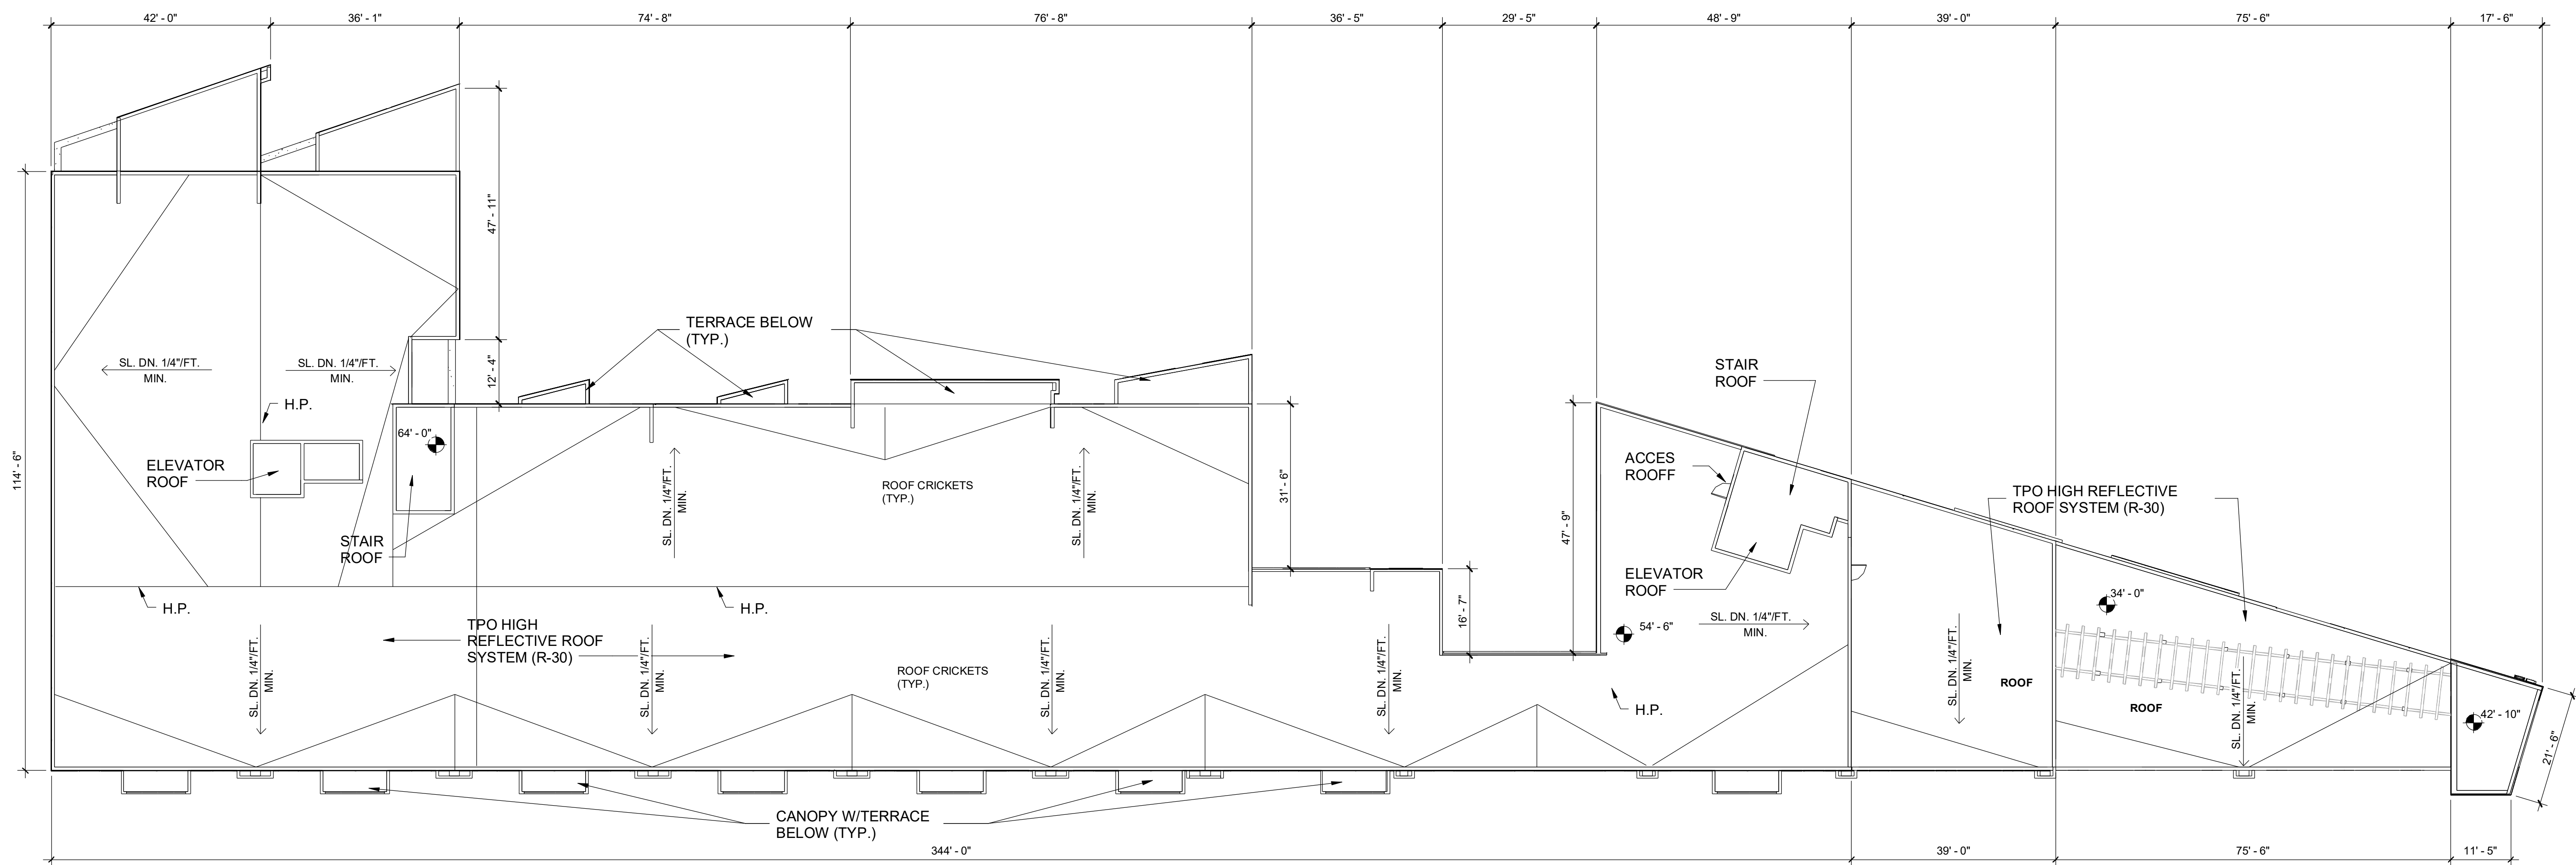 42' - 0"
36' - 1"
74' - 8"
76' - 8"
36' - 5"
29' - 5"
48' - 9"
39' - 0"
75' - 6"
17' - 6"
47' - 11"
12' - 4"
114' - 6"
TERRACE BELOW
(TYP.)
SL. DN. 1/4"/FT.
MIN.
SL. DN. 1/4"/FT.
MIN.
H.P.
64' - 0"
ELEVATOR
ROOF
STAIR
ROOF
SL. DN. 1/4"/FT.
MIN.
ROOF CRICKETS
(TYP.)
SL. DN. 1/4"/FT.
MIN.
31' - 6"
16' - 7"
47' - 9"
STAIR
ROOF
ACCES
ROOFF
ELEVATOR
ROOF
54' - 6"
SL. DN. 1/4"/FT.
MIN.
TPO HIGH REFLECTIVE
ROOF SYSTEM (R-30)
34' - 0"
H.P.
H.P.
TPO HIGH
REFLECTIVE ROOF
SYSTEM (R-30)
SL. DN. 1/4"/FT.
MIN.
SL. DN. 1/4"/FT.
MIN.
ROOF CRICKETS
(TYP.)
SL. DN. 1/4"/FT.
MIN.
SL. DN. 1/4"/FT.
MIN.
H.P.
SL. DN. 1/4"/FT.
MIN.
ROOF
ROOF
SL. DN. 1/4"/FT.
MIN.
42' - 10"
21' - 6"
CANOPY W/TERRACE
BELOW (TYP.)
344' - 0"
39' - 0"
75' - 6"
11' - 5"